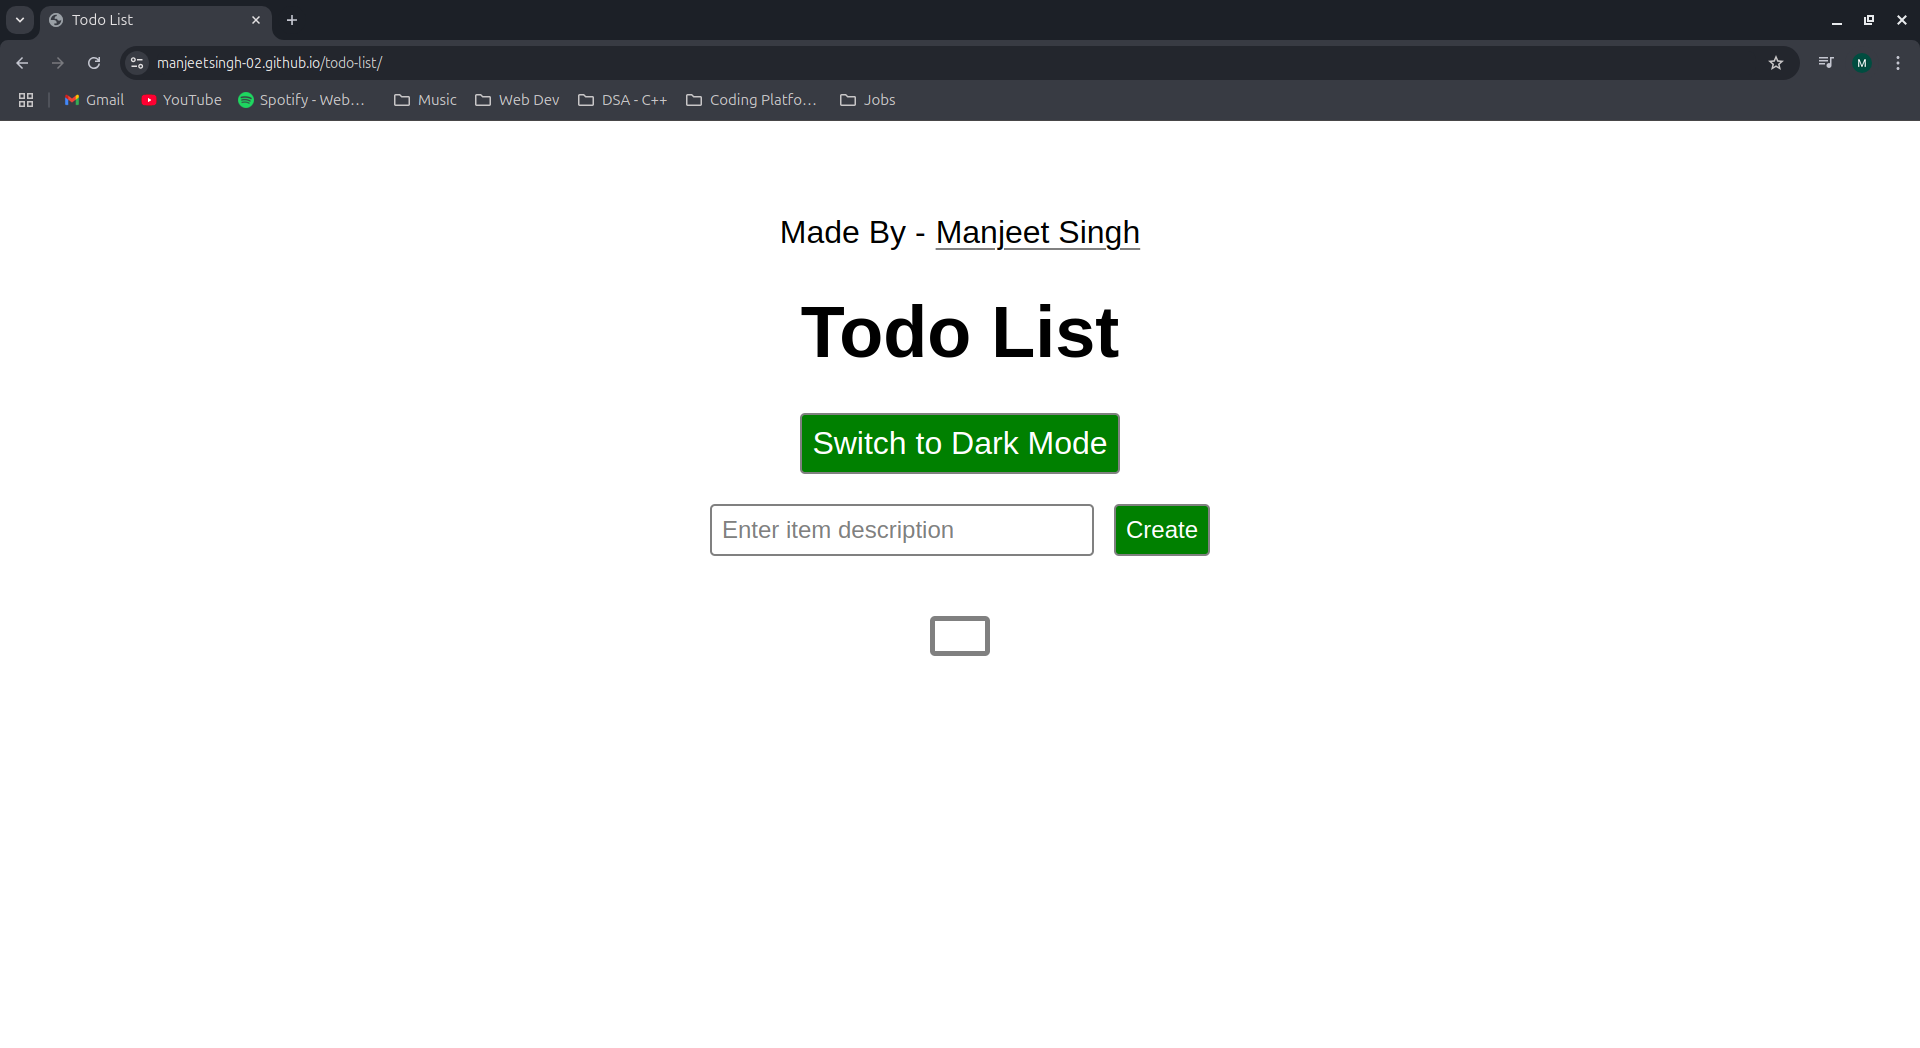 Todo List
manjeetsingh-02.github.io/todo-list/
M
Gmail YouTube Spotify - Web... Music Web Dev DSA - C++ Coding Platfo... Jobs
Made By - Manjeet Singh
Todo List
Switch to Dark Mode
Enter item description Create